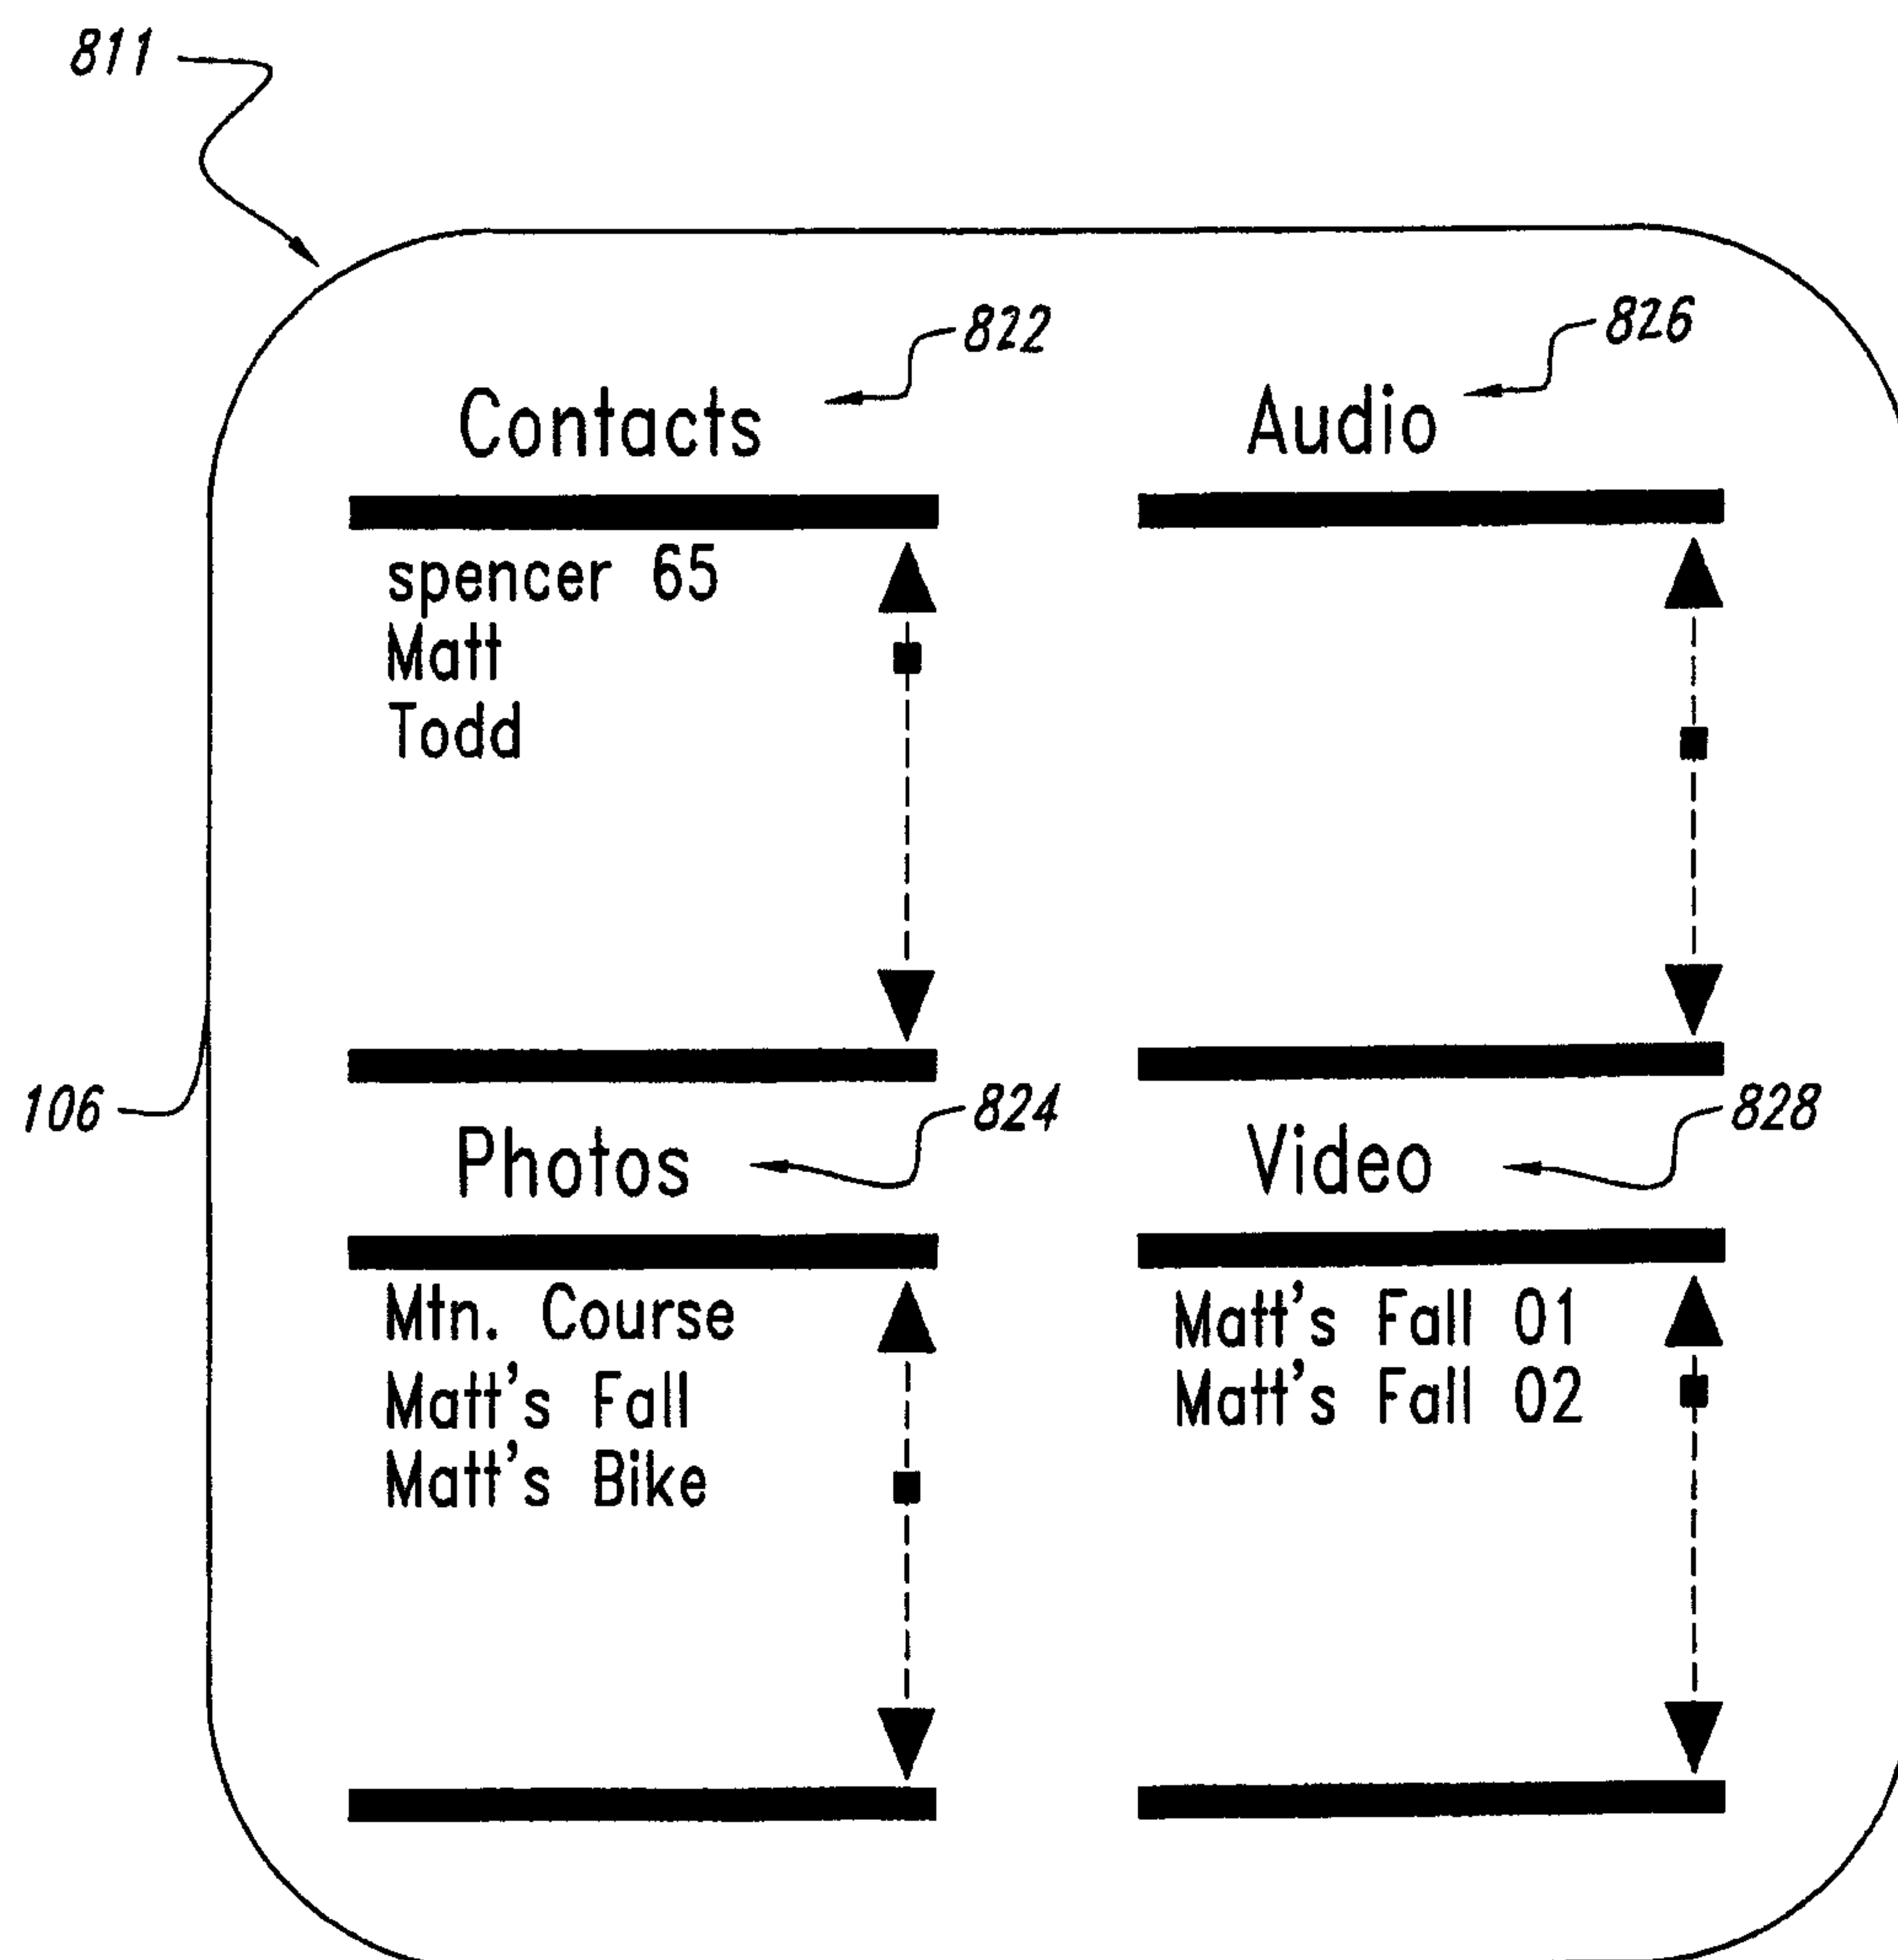 811
822
826
Contacts
Audio
spencer 65
Matt
Todd
106
824
828
Photos
Video
Mtn. Course
Matt's Fall
Matt's Bike
Matt's Fall 01
Matt's Fall 02